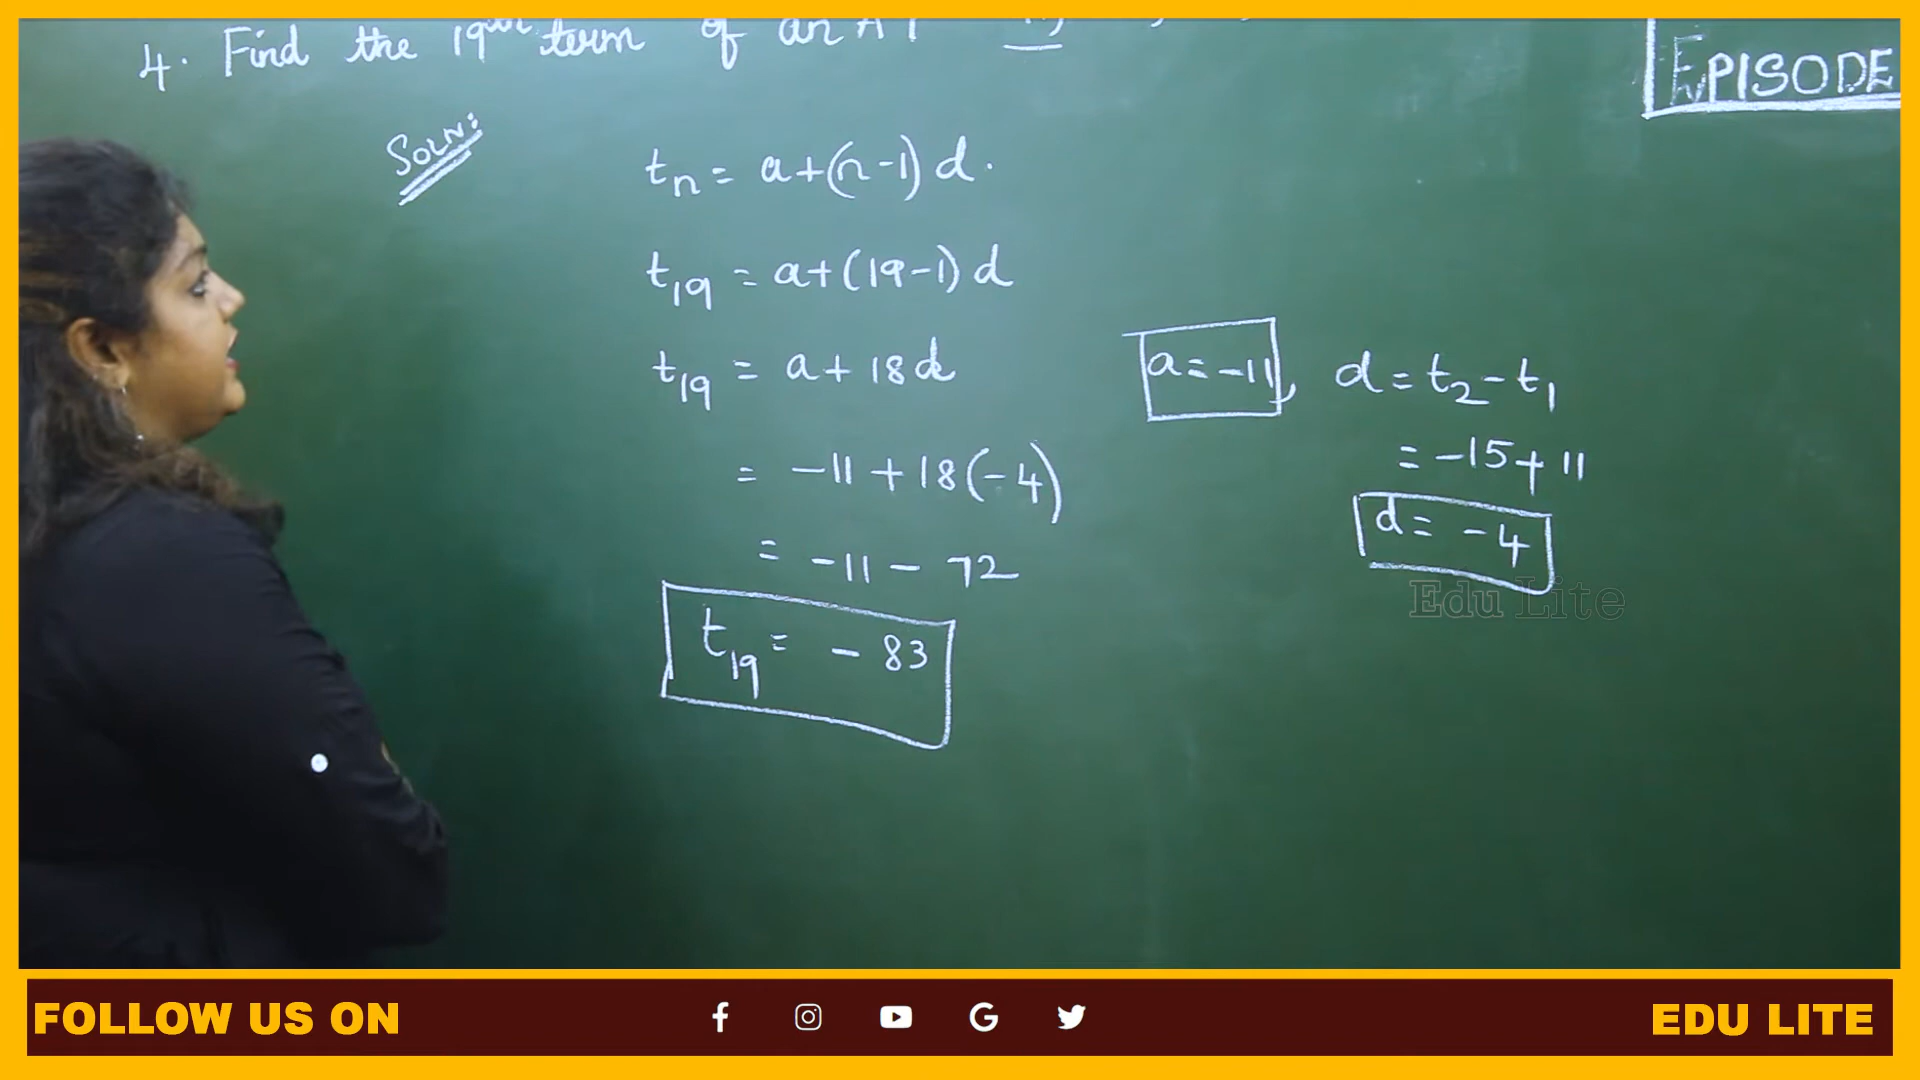 4. Find the 19th term of an AP
EPISODE
SOLN:
tn = a+(n-1) d.
t19 = a+(19-1) d
t19 = a + 18d
a = -11, d = t2 - t1
= -11 + 18(-4)
= -15 + 11
d = -4
= -11 - 72
Edu Lite
t19 = - 83
FOLLOW US ON
EDU LITE